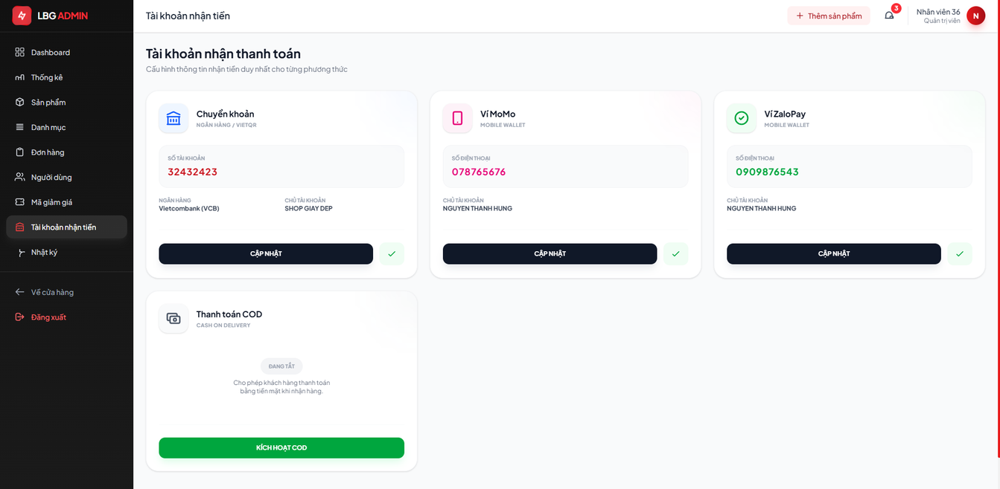 LBG ADMIN
Tài khoản nhận tiền
+ Thêm sản phẩm
3
Nhân viên 36
Quản trị viên
N
Dashboard
Thống kê
Sản phẩm
Danh mục
Đơn hàng
Người dùng
Mã giảm giá
Tài khoản nhận tiền
Nhật ký
Về cửa hàng
Đăng xuất
Tài khoản nhận thanh toán
Cấu hình thông tin nhận tiền duy nhất cho từng phương thức
Chuyển khoản
NGÂN HÀNG / VIETQR
SỐ TÀI KHOẢN
32432423
NGÂN HÀNG
Vietcombank (VCB)
CHỦ TÀI KHOẢN
SHOP GIAY DEP
CẬP NHẬT
Ví MoMo
MOBILE WALLET
SỐ ĐIỆN THOẠI
078765676
CHỦ TÀI KHOẢN
NGUYEN THANH HUNG
CẬP NHẬT
Ví ZaloPay
MOBILE WALLET
SỐ ĐIỆN THOẠI
0909876543
CHỦ TÀI KHOẢN
NGUYEN THANH HUNG
CẬP NHẬT
Thanh toán COD
CASH ON DELIVERY
ĐANG TẮT
Cho phép khách hàng thanh toán
bằng tiền mặt khi nhận hàng.
KÍCH HOẠT COD